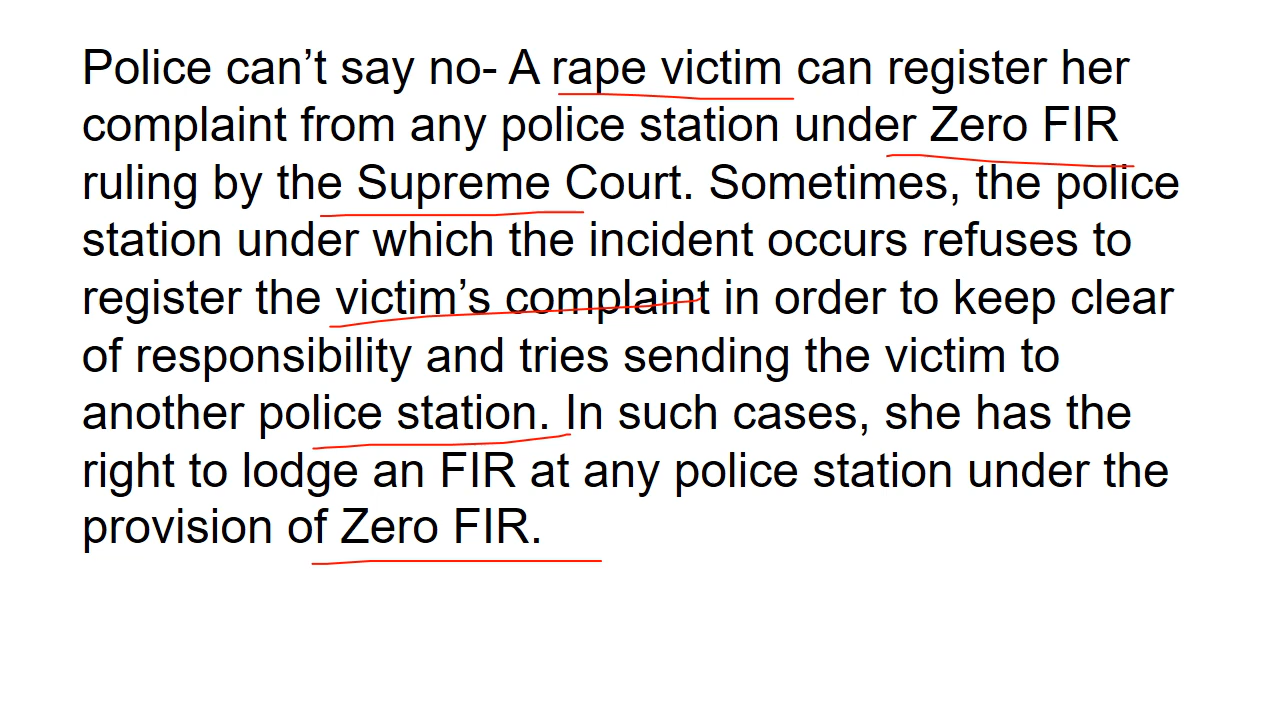 Police can’t say no- A rape victim can register her
complaint from any police station under Zero FIR
ruling by the Supreme Court. Sometimes, the police
station under which the incident occurs refuses to
register the victim’s complaint in order to keep clear
of responsibility and tries sending the victim to
another police station. In such cases, she has the
right to lodge an FIR at any police station under the
provision of Zero FIR.